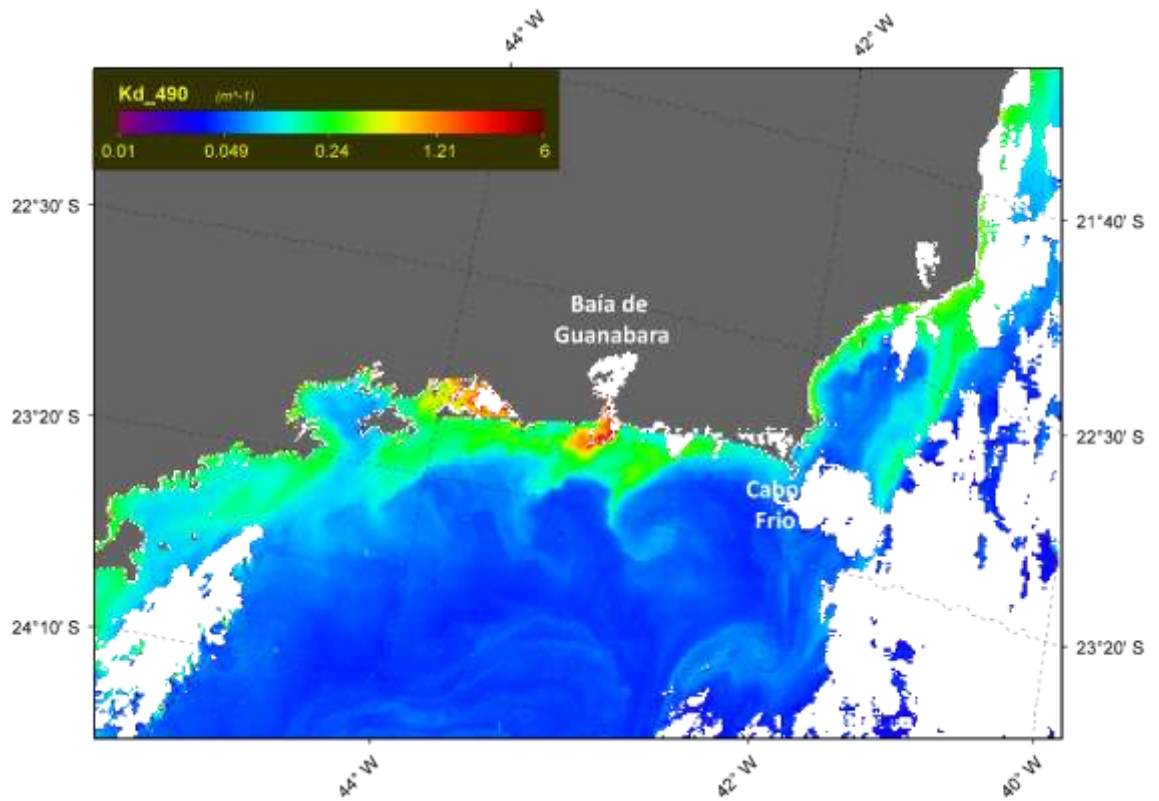 44° W
42° W
Kd_490 (m^-1)
0.01 0.049 0.24 1.21 6
22°30' S
21°40' S
Baía de
Guanabara
23°20' S
22°30' S
Cabo
Frio
24°10' S
23°20' S
44° W
42° W
40° W